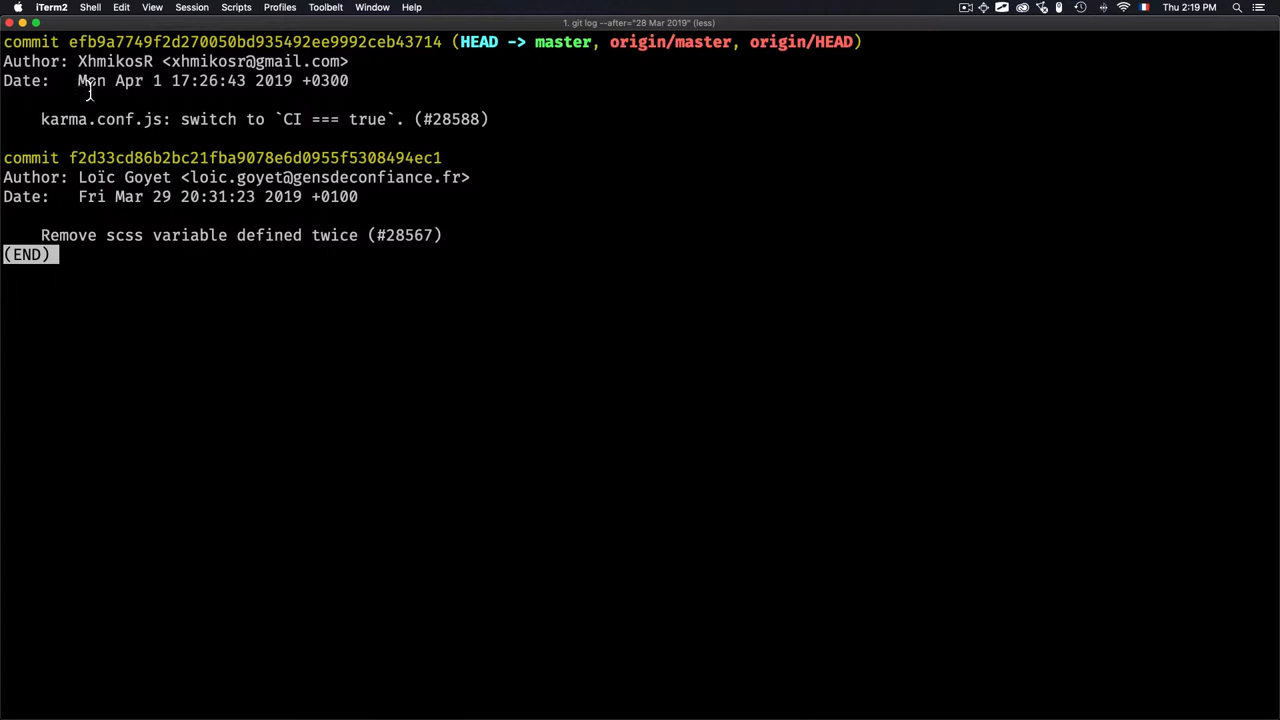 iTerm2 Shell Edit View Session Scripts Profiles Toolbelt Window Help Thu 2:19 PM
1. git log --after="28 Mar 2019" (less)
commit efb9a7749f2d270050bd935492ee9992ceb43714 (HEAD -> master, origin/master, origin/HEAD)
Author: XhmikosR <xhmikosr@gmail.com>
Date:   Mon Apr 1 17:26:43 2019 +0300
karma.conf.js: switch to `CI === true`. (#28588)
commit f2d33cd86b2bc21fba9078e6d0955f5308494ec1
Author: Loïc Goyet <loic.goyet@gensdeconfiance.fr>
Date:   Fri Mar 29 20:31:23 2019 +0100
Remove scss variable defined twice (#28567)
(END)